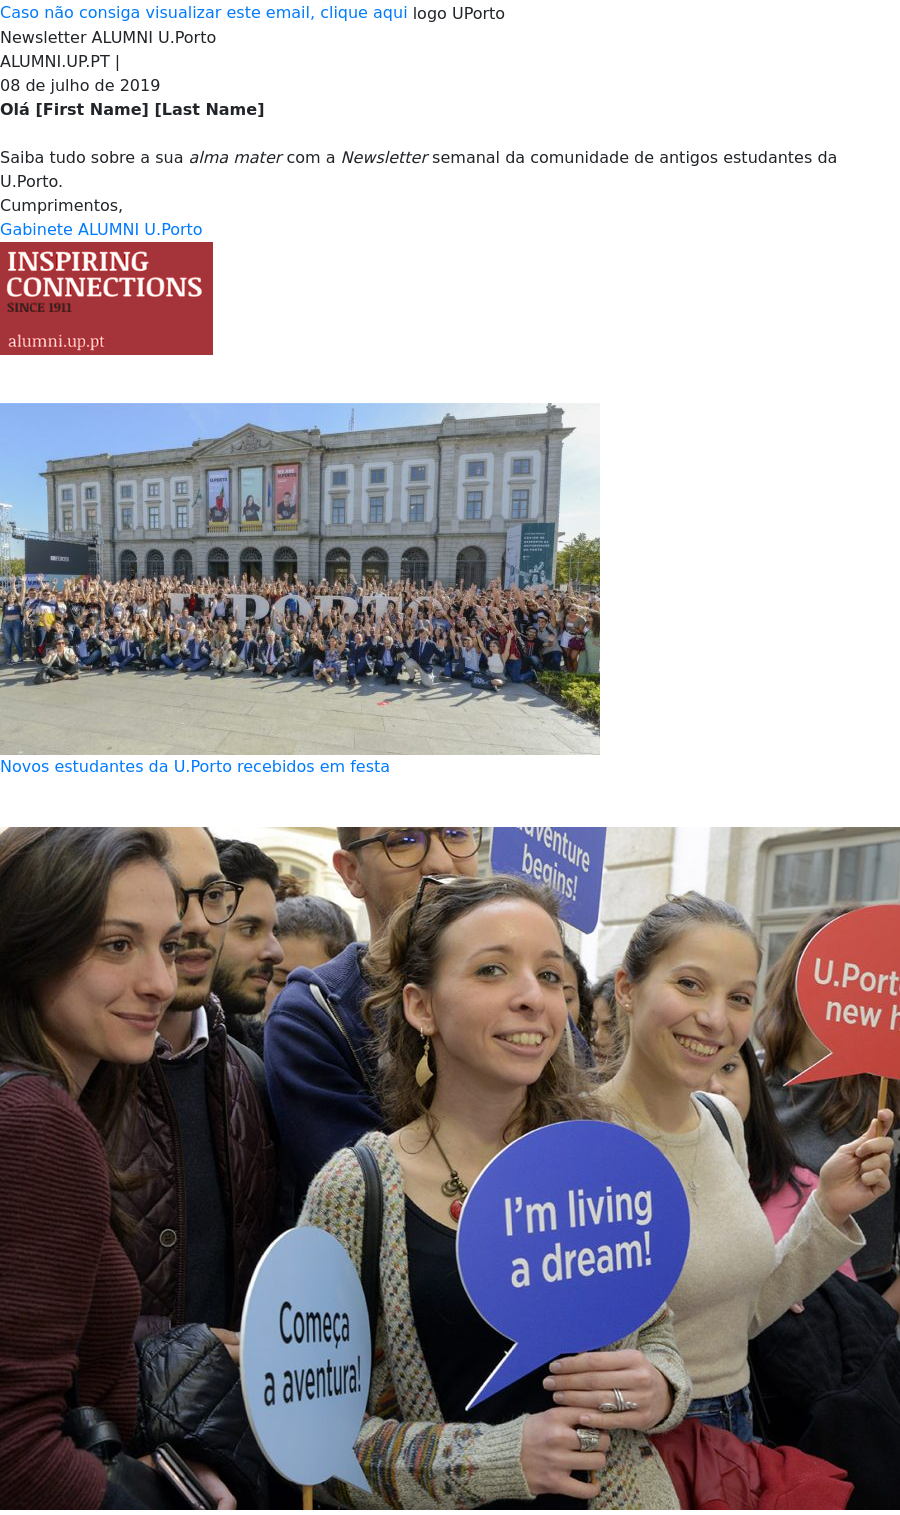 Caso não consiga visualizar este email, clique aqui logo UPorto
Newsletter ALUMNI U.Porto
ALUMNI.UP.PT |
08 de julho de 2019
Olá [First Name] [Last Name]
Saiba tudo sobre a sua alma mater com a Newsletter semanal da comunidade de antigos estudantes da
U.Porto.
Cumprimentos,
Gabinete ALUMNI U.Porto
INSPIRING
CONNECTIONS
SINCE 1911
alumni.up.pt
U.PORTO
Novos estudantes da U.Porto recebidos em festa
adventure
begins!
U.Porto
new
I'm living
a dream!
Começa
a aventura!